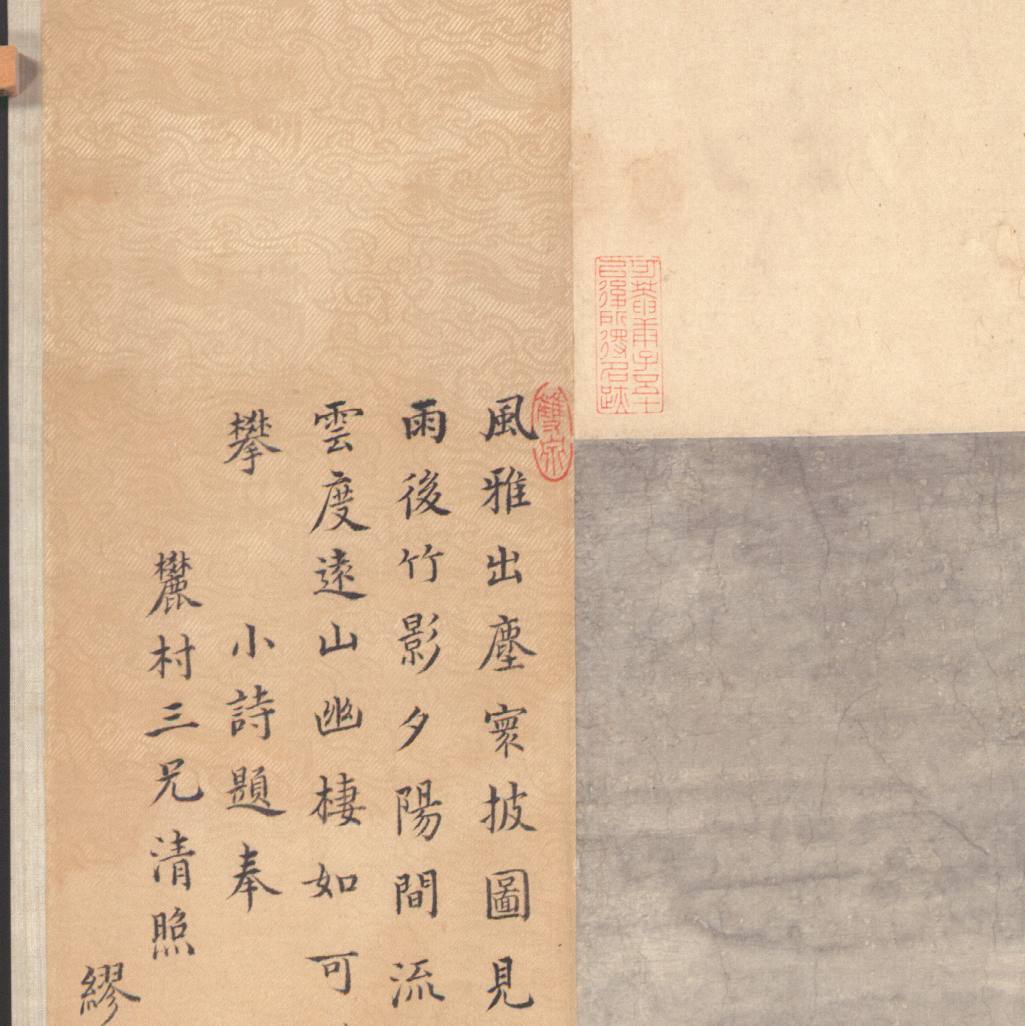 風雅出塵寰披圖見
雨後竹影夕陽間流
雲度遠山幽棲如可
攀
小詩題奉
麓村三兄清照
繆